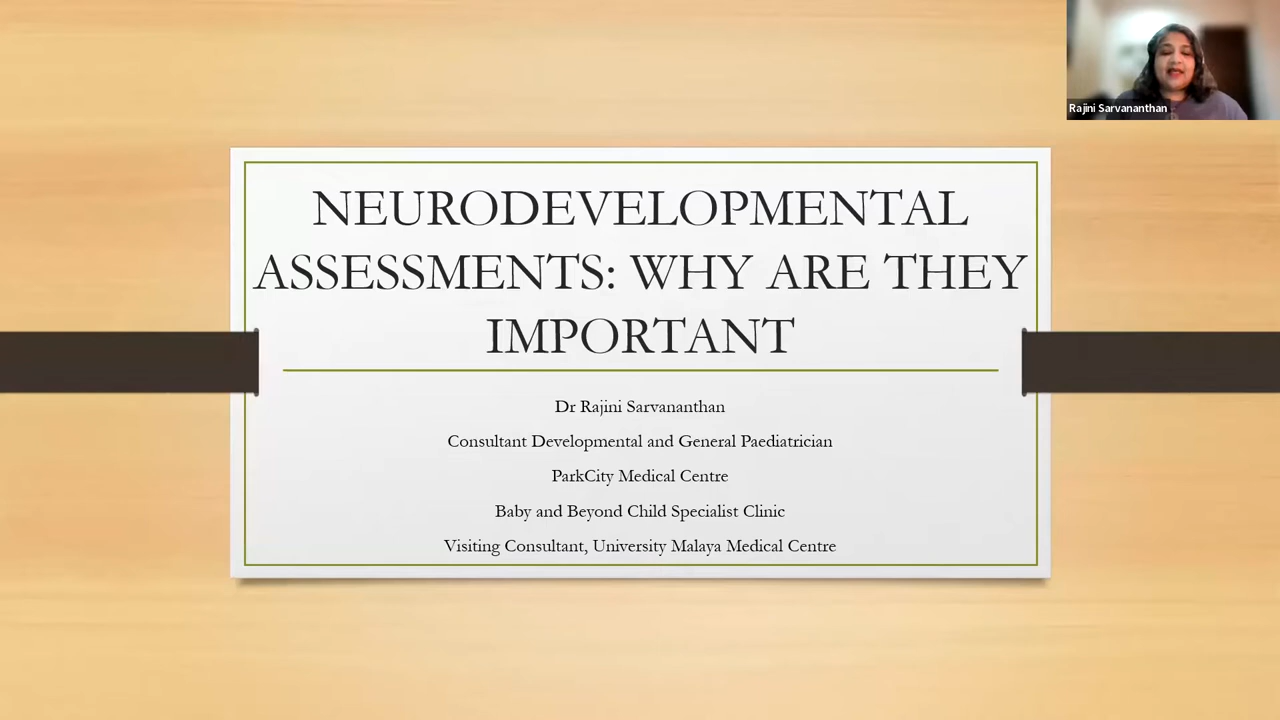 Rajini Sarvananthan
NEURODEVELOPMENTAL
ASSESSMENTS: WHY ARE THEY
IMPORTANT
Dr Rajini Sarvananthan
Consultant Developmental and General Paediatrician
ParkCity Medical Centre
Baby and Beyond Child Specialist Clinic
Visiting Consultant, University Malaya Medical Centre